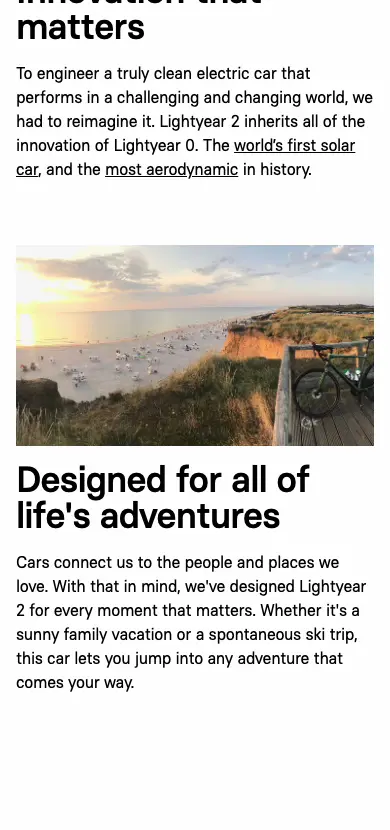 innovation that
matters
To engineer a truly clean electric car that
performs in a challenging and changing world, we
had to reimagine it. Lightyear 2 inherits all of the
innovation of Lightyear 0. The world’s first solar
car, and the most aerodynamic in history.
Designed for all of
life's adventures
Cars connect us to the people and places we
love. With that in mind, we've designed Lightyear
2 for every moment that matters. Whether it's a
sunny family vacation or a spontaneous ski trip,
this car lets you jump into any adventure that
comes your way.